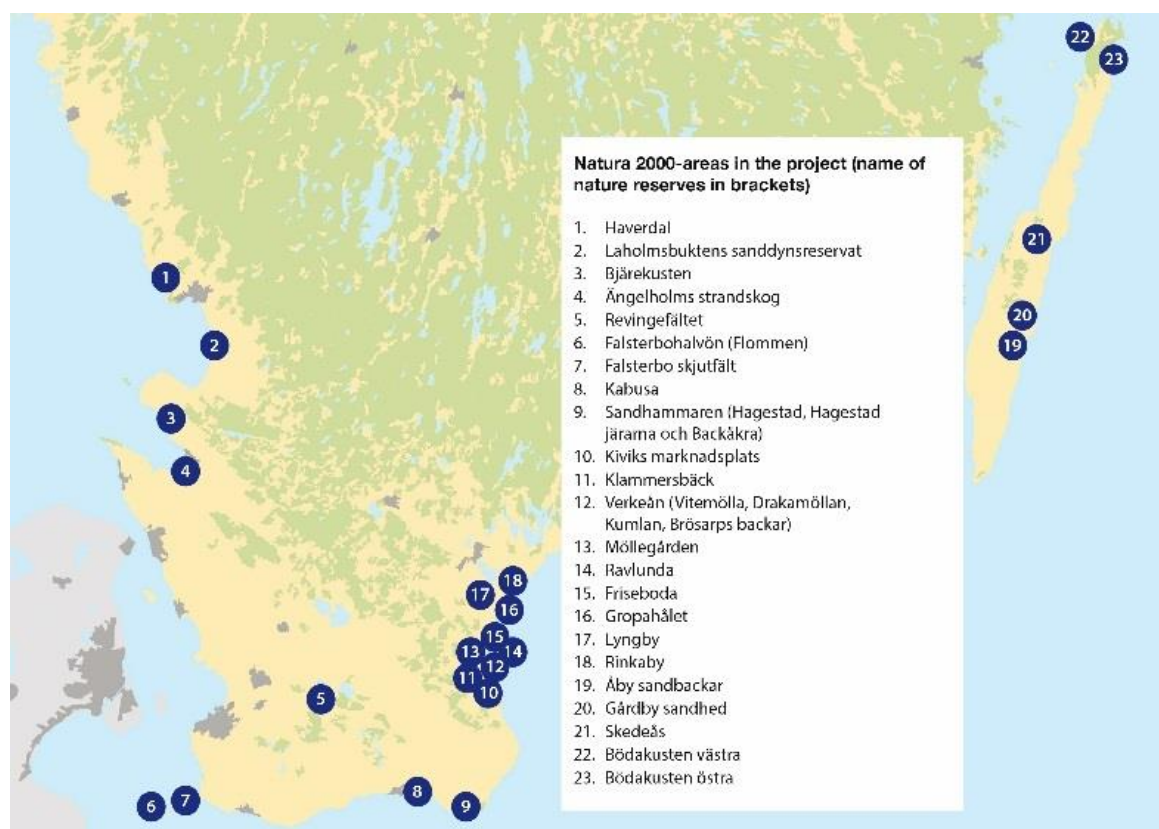 Natura 2000-areas in the project (name of
nature reserves in brackets)
1. Haverdal
2. Laholmsbuktens sanddynsreservat
3. Bjärekusten
4. Ängelholms strandskog
5. Revingefältet
6. Falsterbohalvön (Flommen)
7. Falsterbo skjutfält
8. Kabusa
9. Sandhammaren (Hagestad, Hagestad
järarna och Backåkra)
10. Kiviks marknadsplats
11. Klammersbäck
12. Verkeån (Vitemölla, Drakamöllan,
Kumlan, Brösarps backar)
13. Möllegården
14. Ravlunda
15. Friseboda
16. Gropahålet
17. Lyngby
18. Rinkaby
19. Åby sandbackar
20. Gårdby sandhed
21. Skedeås
22. Bödakusten västra
23. Bödakusten östra
22
23
21
1
20
2
19
3
4
18
17
16
15
13
14
12
11
10
5
8
7
6
9